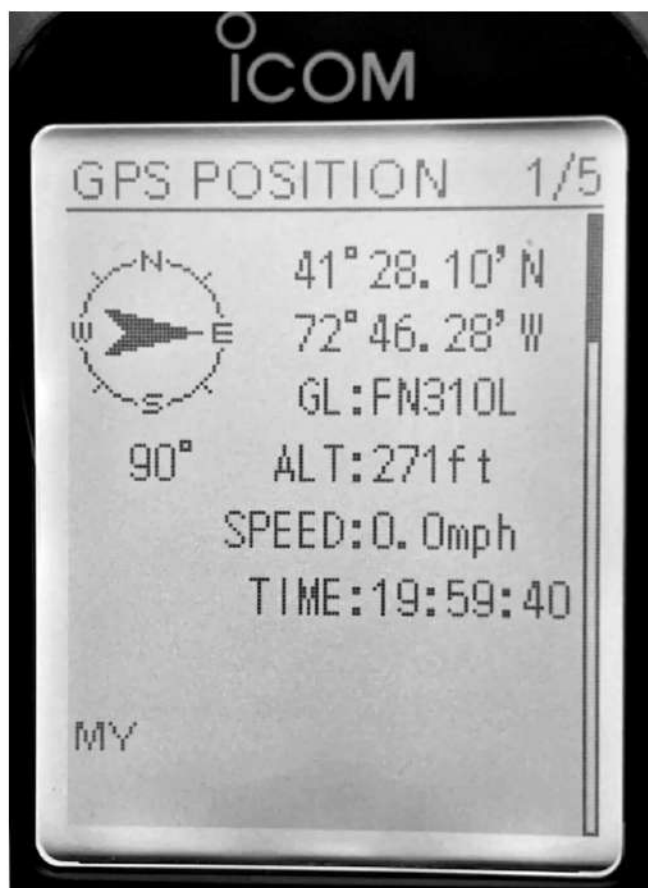 ICOM
GPS POSITION 1/5
N
W E
S
41°28.10'N
72°46.28'W
GL:FN31OL
90° ALT:271ft
SPEED:0.0mph
TIME:19:59:40
MY